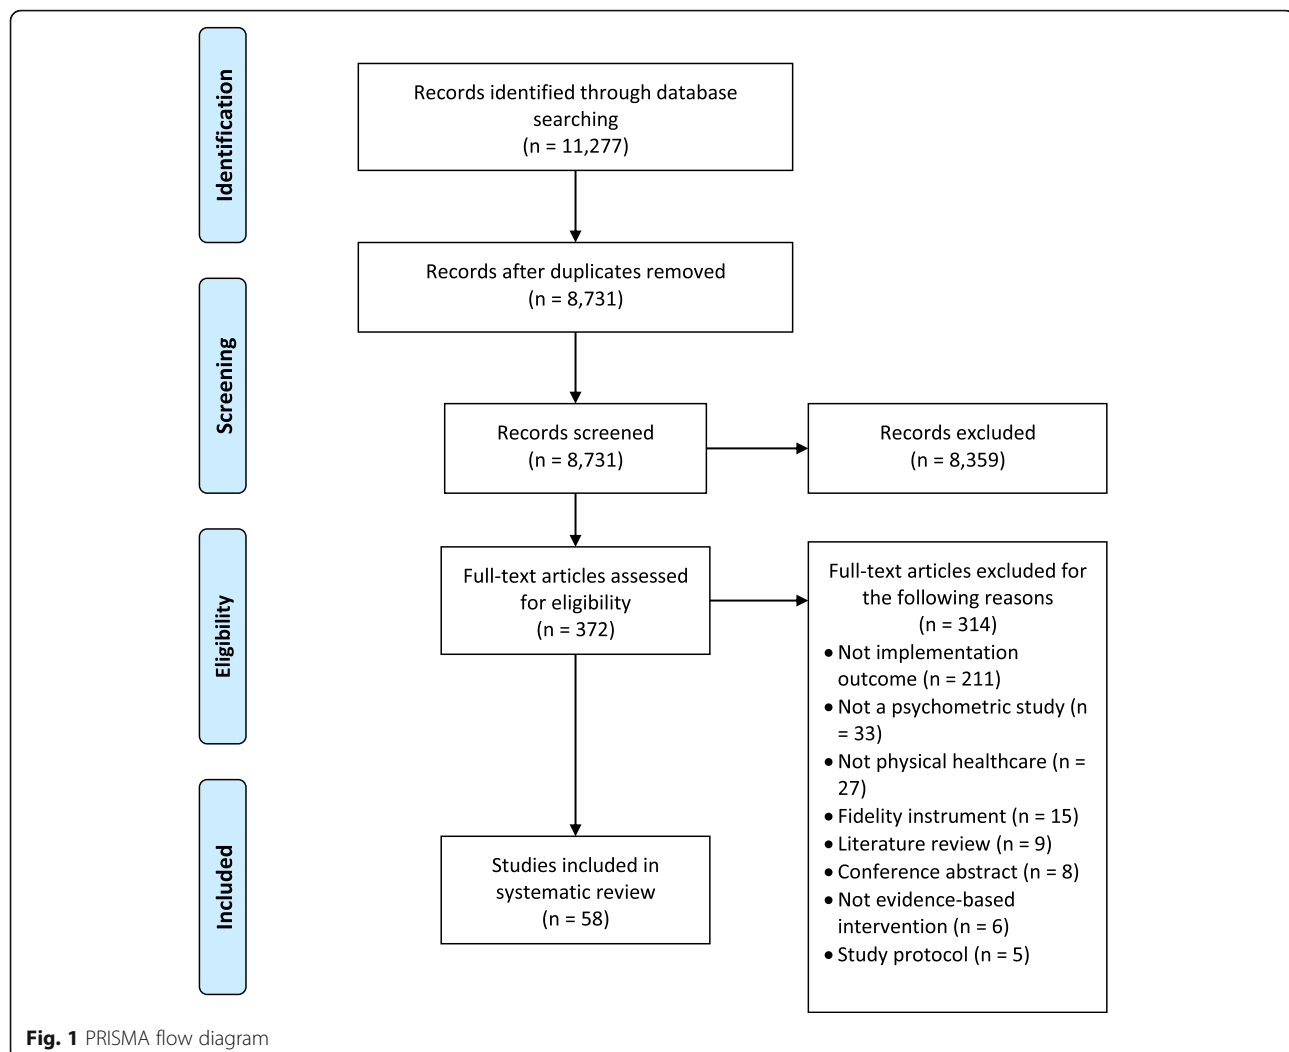 Identification
Records identified through database
searching
(n = 11,277)
Records after duplicates removed
(n = 8,731)
Screening
Records screened
(n = 8,731)
Records excluded
(n = 8,359)
Eligibility
Full-text articles assessed
for eligibility
(n = 372)
Full-text articles excluded for
the following reasons
(n = 314)
• Not implementation
outcome (n = 211)
• Not a psychometric study (n
= 33)
• Not physical healthcare (n =
27)
• Fidelity instrument (n = 15)
• Literature review (n = 9)
• Conference abstract (n = 8)
• Not evidence-based
intervention (n = 6)
• Study protocol (n = 5)
Included
Studies included in
systematic review
(n = 58)
Fig. 1 PRISMA flow diagram